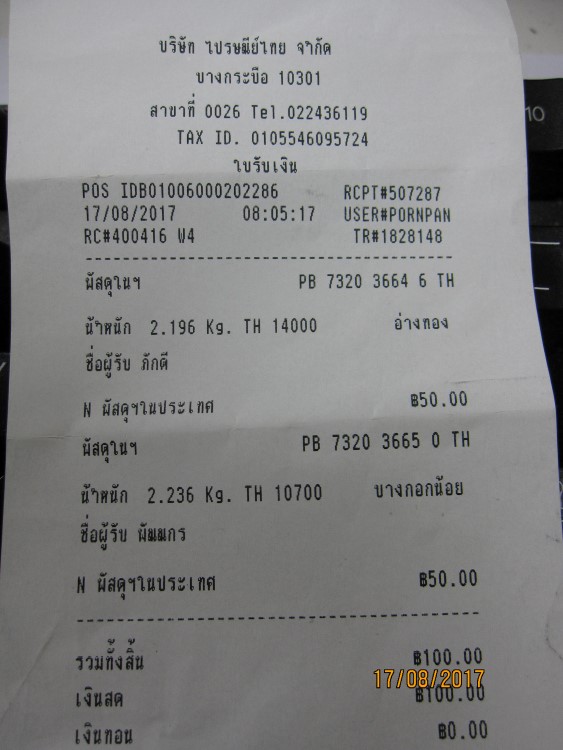 บริษัท ไปรษณีย์ไทย จำกัด
บางกระบือ 10301
สาขาที่ 0026 Tel.022436119
TAX ID. 0105546095724
ใบรับเงิน
POS IDB01006000202286 RCPT#507287
17/08/2017 08:05:17 USER#PORNPAN
RC#400416 W4 TR#1828148
พัสดุในฯ PB 7320 3664 6 TH
น้ำหนัก 2.196 Kg. TH 14000 อ่างทอง
ชื่อผู้รับ ภักดี
N พัสดุฯในประเทศ ฿50.00
พัสดุในฯ PB 7320 3665 0 TH
น้ำหนัก 2.236 Kg. TH 10700 บางกอกน้อย
ชื่อผู้รับ พัมมกร
N พัสดุฯในประเทศ ฿50.00
รวมทั้งสิ้น ฿100.00
17/08/2017
เงินสด ฿100.00
เงินทอน ฿0.00
10